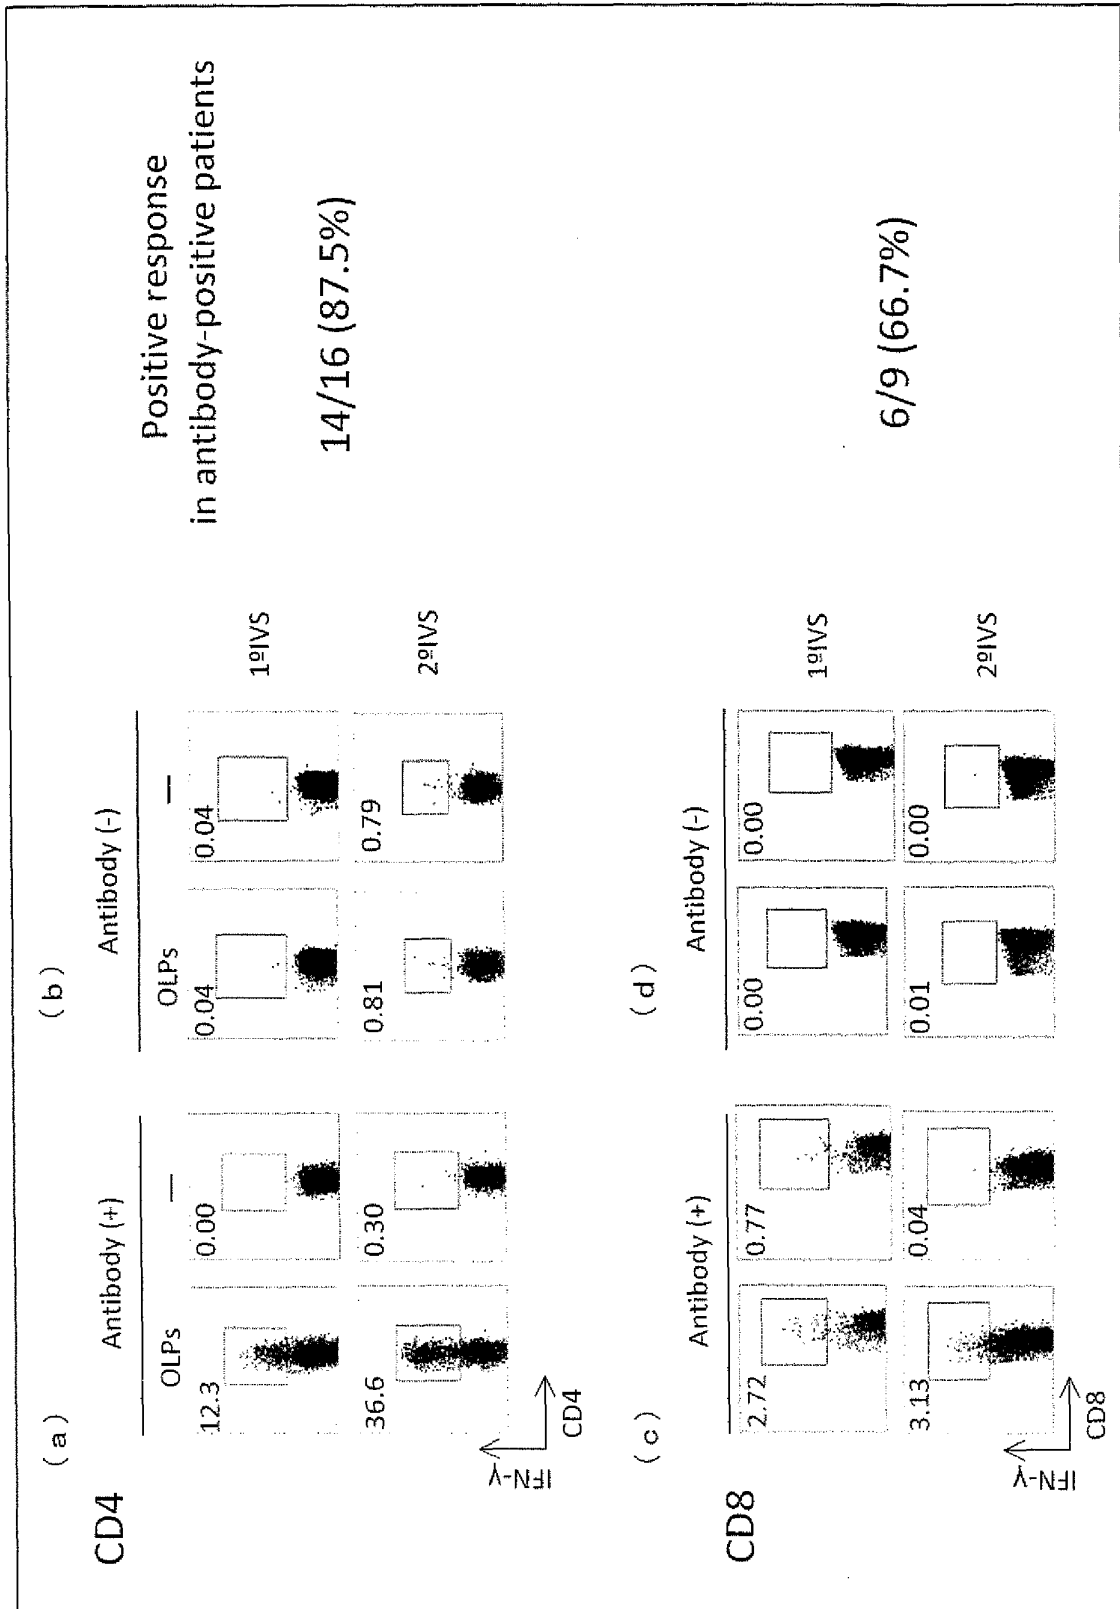 Positive response
in antibody-positive patients
CD4
(a)
Antibody (+)
OLPs
—
12.3
0.00
36.6
0.30
IFN-γ
CD4
(b)
Antibody (-)
OLPs
—
0.04
0.04
1ºIVS
0.81
0.79
2ºIVS
14/16 (87.5%)
CD8
(c)
Antibody (+)
2.72
0.77
3.13
0.04
IFN-γ
CD8
(d)
Antibody (-)
0.00
0.00
1ºIVS
0.01
0.00
2ºIVS
6/9 (66.7%)